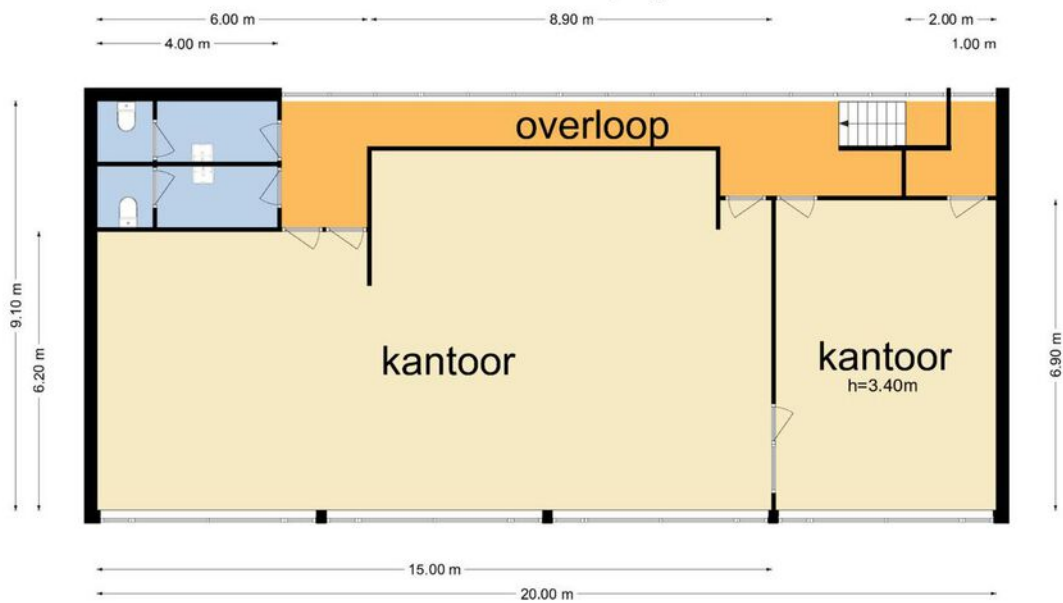 6.00 m
8.90 m
2.00 m
4.00 m
1.00 m
overloop
9.10 m
6.20 m
kantoor
kantoor
h=3.40m
6.90 m
15.00 m
20.00 m